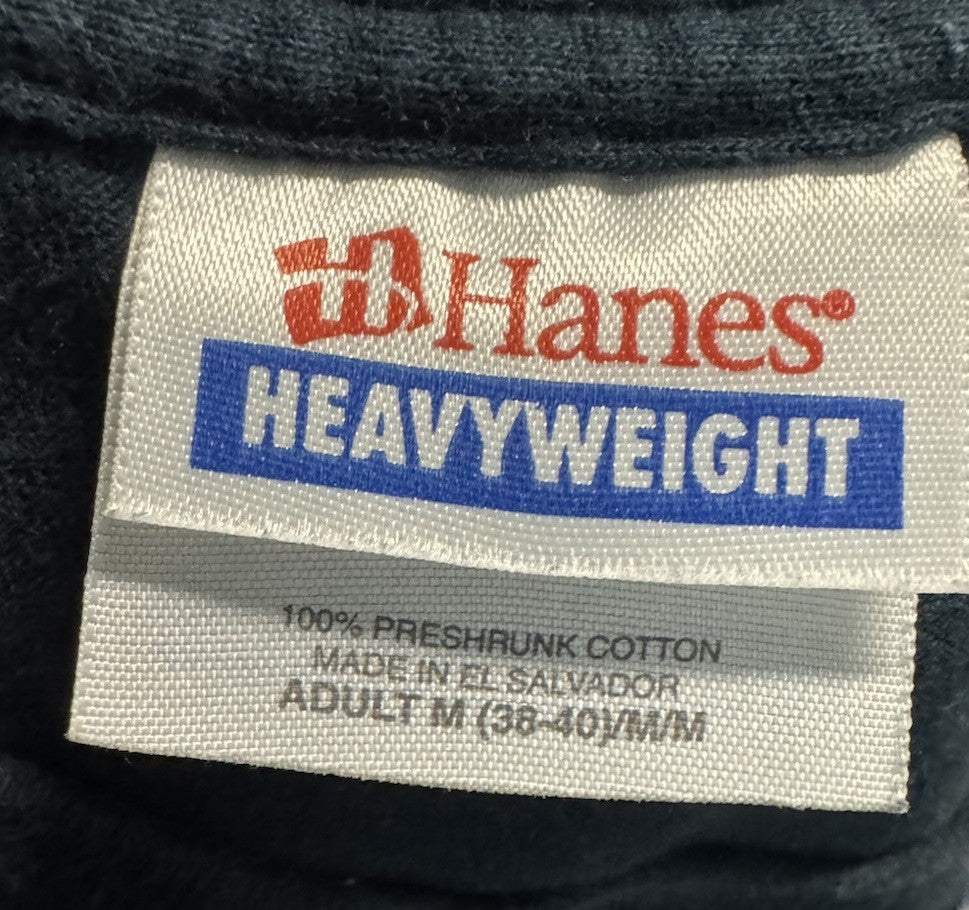 Hanes®
HEAVYWEIGHT
100% PRESHRUNK COTTON
MADE IN EL SALVADOR
ADULT M (38-40)/M/M